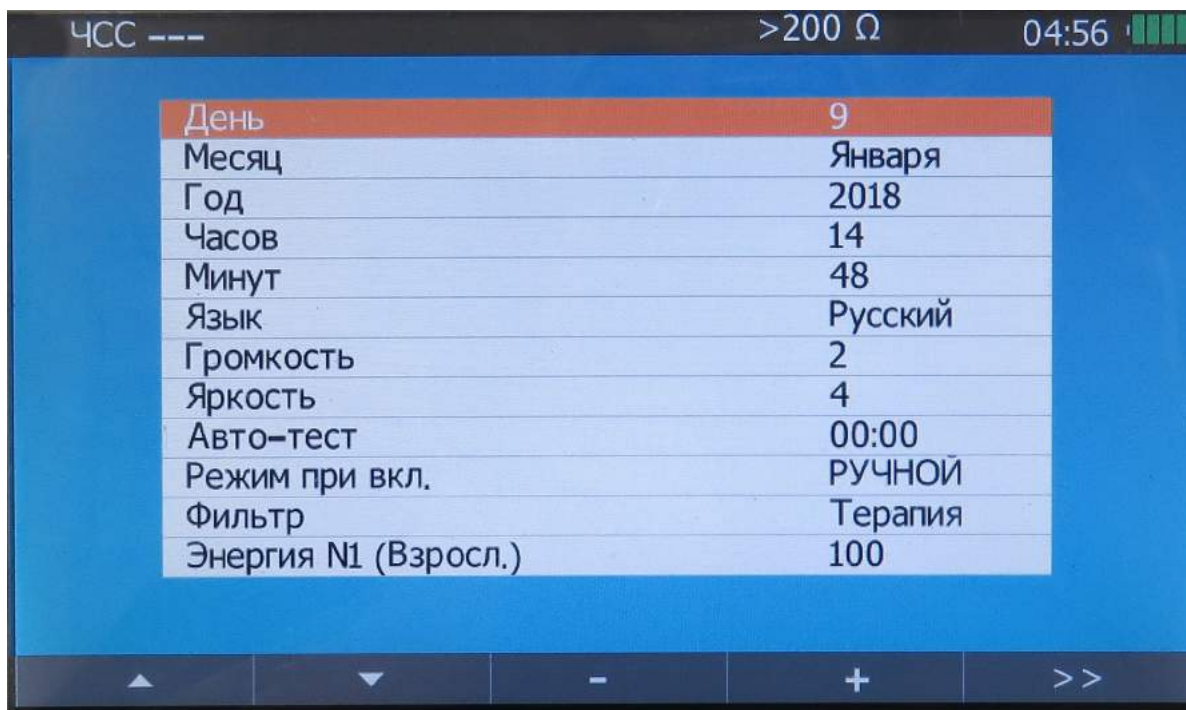 ЧСС --- >200 Ω 04:56
День 9
Месяц Января
Год 2018
Часов 14
Минут 48
Язык Русский
Громкость 2
Яркость 4
Авто-тест 00:00
Режим при вкл. РУЧНОЙ
Фильтр Терапия
Энергия N1 (Взросл.) 100
- + >>